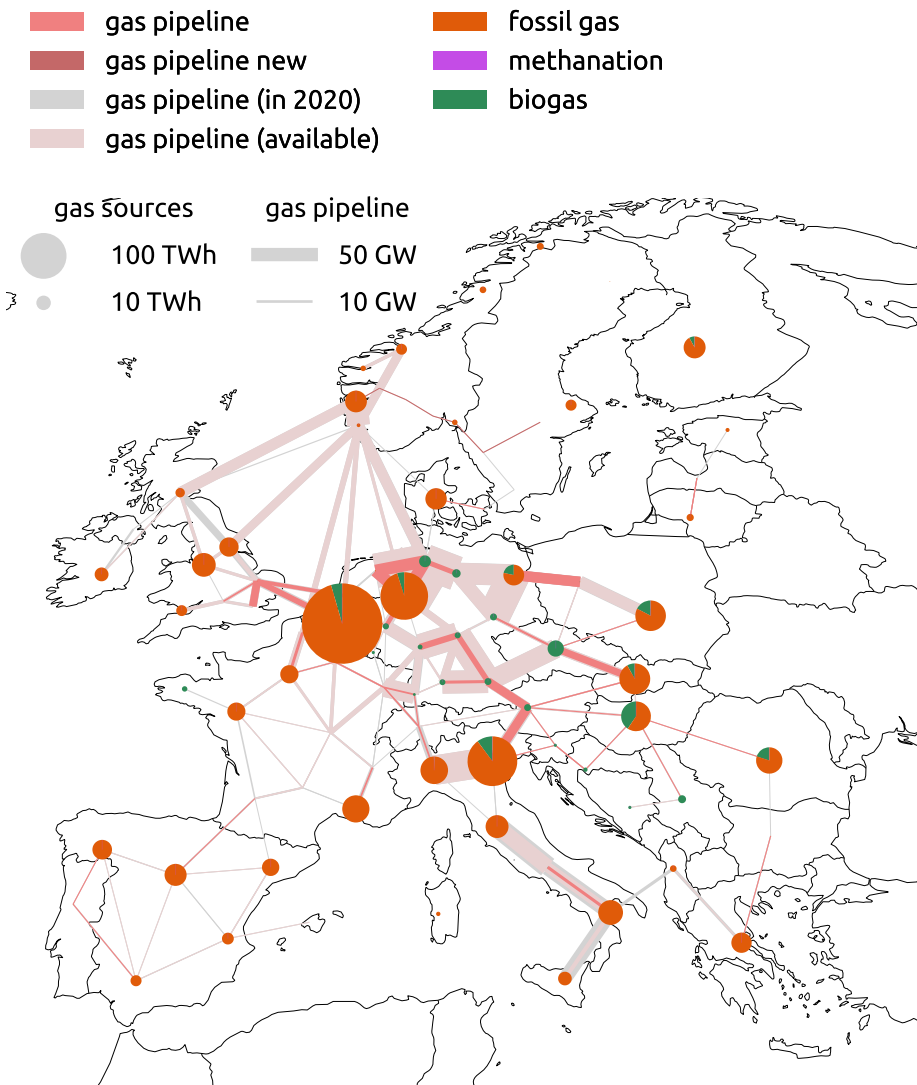 gas pipeline
gas pipeline new
gas pipeline (in 2020)
gas pipeline (available)
fossil gas
methanation
biogas
gas sources
100 TWh
10 TWh
gas pipeline
50 GW
10 GW